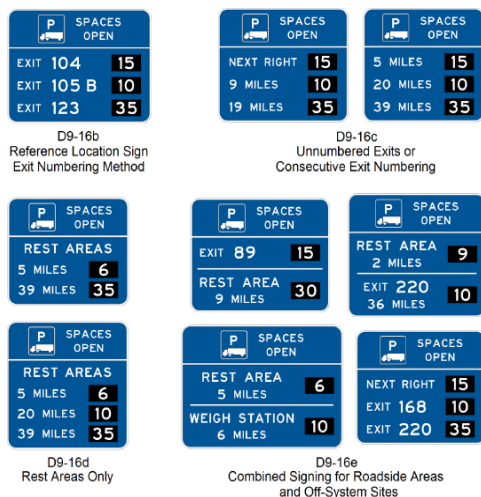 P SPACES
OPEN
EXIT 104 15
EXIT 105 B 10
EXIT 123 35
D9-16b
Reference Location Sign
Exit Numbering Method
P SPACES
OPEN
NEXT RIGHT 15
9 MILES 10
19 MILES 35
P SPACES
OPEN
5 MILES 15
20 MILES 10
39 MILES 35
D9-16c
Unnumbered Exits or
Consecutive Exit Numbering
P SPACES
OPEN
REST AREAS
5 MILES 6
39 MILES 35
P SPACES
OPEN
REST AREAS
5 MILES 6
20 MILES 10
39 MILES 35
D9-16d
Rest Areas Only
P SPACES
OPEN
EXIT 89 15
REST AREA
9 MILES 30
P SPACES
OPEN
REST AREA
2 MILES 9
EXIT 220
36 MILES 10
P SPACES
OPEN
REST AREA
5 MILES 6
WEIGH STATION
6 MILES 10
P SPACES
OPEN
NEXT RIGHT 15
EXIT 168 10
EXIT 220 35
D9-16e
Combined Signing for Roadside Areas
and Off-System Sites